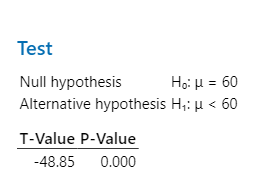 Test
Null hypothesis H₀: μ = 60
Alternative hypothesis H₁: μ < 60
T-Value P-Value
-48.85 0.000